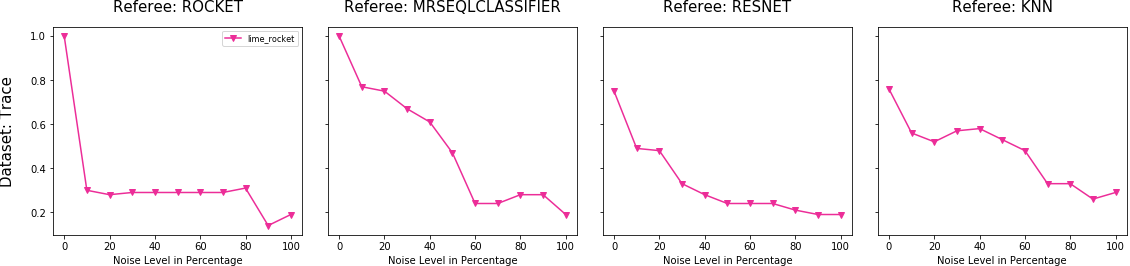 Referee: ROCKET
Referee: MRSEQLCLASSIFIER
Referee: RESNET
Referee: KNN
Dataset: Trace
1.0
0.8
0.6
0.4
0.2
lime_rocket
0 20 40 60 80 100
0 20 40 60 80 100
0 20 40 60 80 100
0 20 40 60 80 100
Noise Level in Percentage
Noise Level in Percentage
Noise Level in Percentage
Noise Level in Percentage